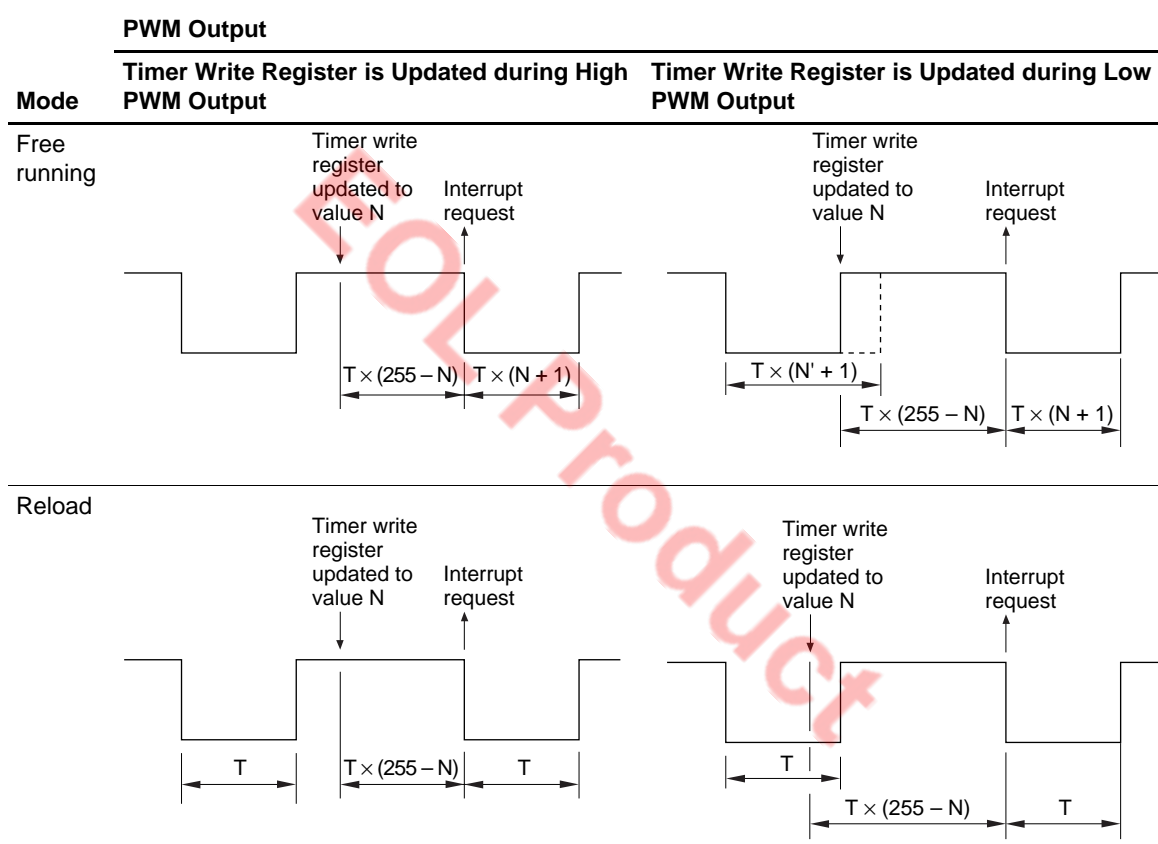 PWM Output
Mode
Timer Write Register is Updated during High
PWM Output
Timer Write Register is Updated during Low
PWM Output
Free
running
Timer write
register
updated to
value N
Interrupt
request
T × (255 – N)
T × (N + 1)
Timer write
register
updated to
value N
Interrupt
request
T × (N' + 1)
T × (255 – N)
T × (N + 1)
Reload
Timer write
register
updated to
value N
Interrupt
request
T
T × (255 – N)
T
Timer write
register
updated to
value N
Interrupt
request
T
T × (255 – N)
T
EOL Product